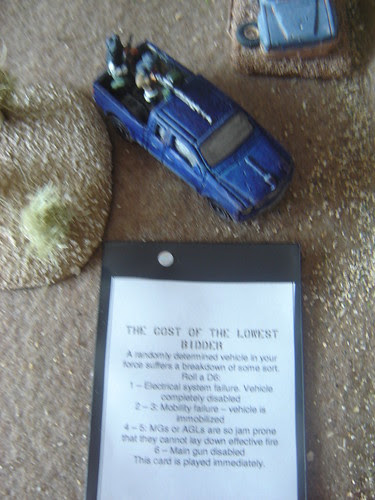 THE COST OF THE LOWEST
BIDDER
A randomly determined vehicle in your
force suffers a breakdown of some sort.
Roll a D6:
1 – Electrical system failure. Vehicle
completely disabled
2 – 3: Mobility failure – vehicle is
immobilized
4 – 5: MGs or AGLs are so jam prone
that they cannot lay down effective fire
6 – Main gun disabled
This card is played immediately.